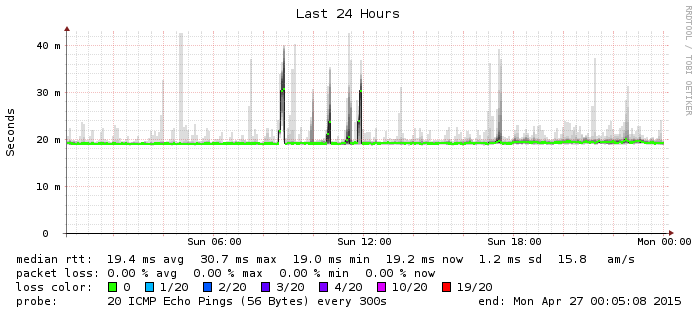 Last 24 Hours
RRDTOOL / TOBI OETIKER
Seconds
40 m
30 m
20 m
10 m
0
Sun 06:00 Sun 12:00 Sun 18:00 Mon 00:00
median rtt: 19.4 ms avg 30.7 ms max 19.0 ms min 19.2 ms now 1.2 ms sd 15.8 am/s
packet loss: 0.00 % avg 0.00 % max 0.00 % min 0.00 % now
loss color: 0 1/20 2/20 3/20 4/20 10/20 19/20
probe: 20 ICMP Echo Pings (56 Bytes) every 300s end: Mon Apr 27 00:05:08 2015